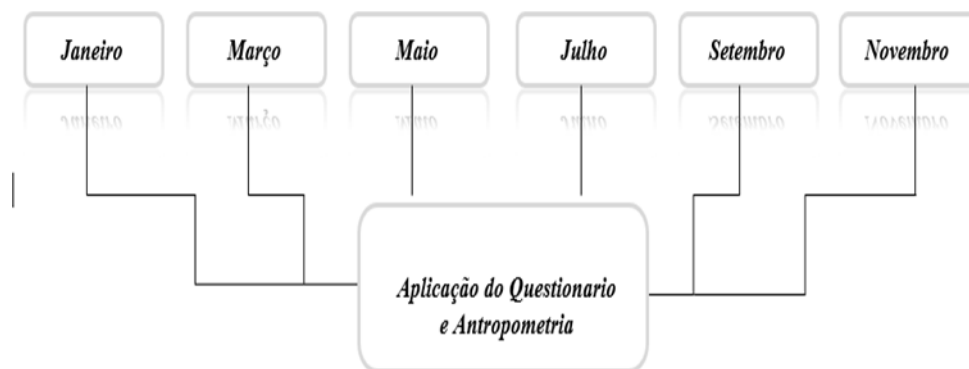 Janeiro
Março
Maio
Julho
Setembro
Novembro
Aplicação do Questionario
e Antropometria